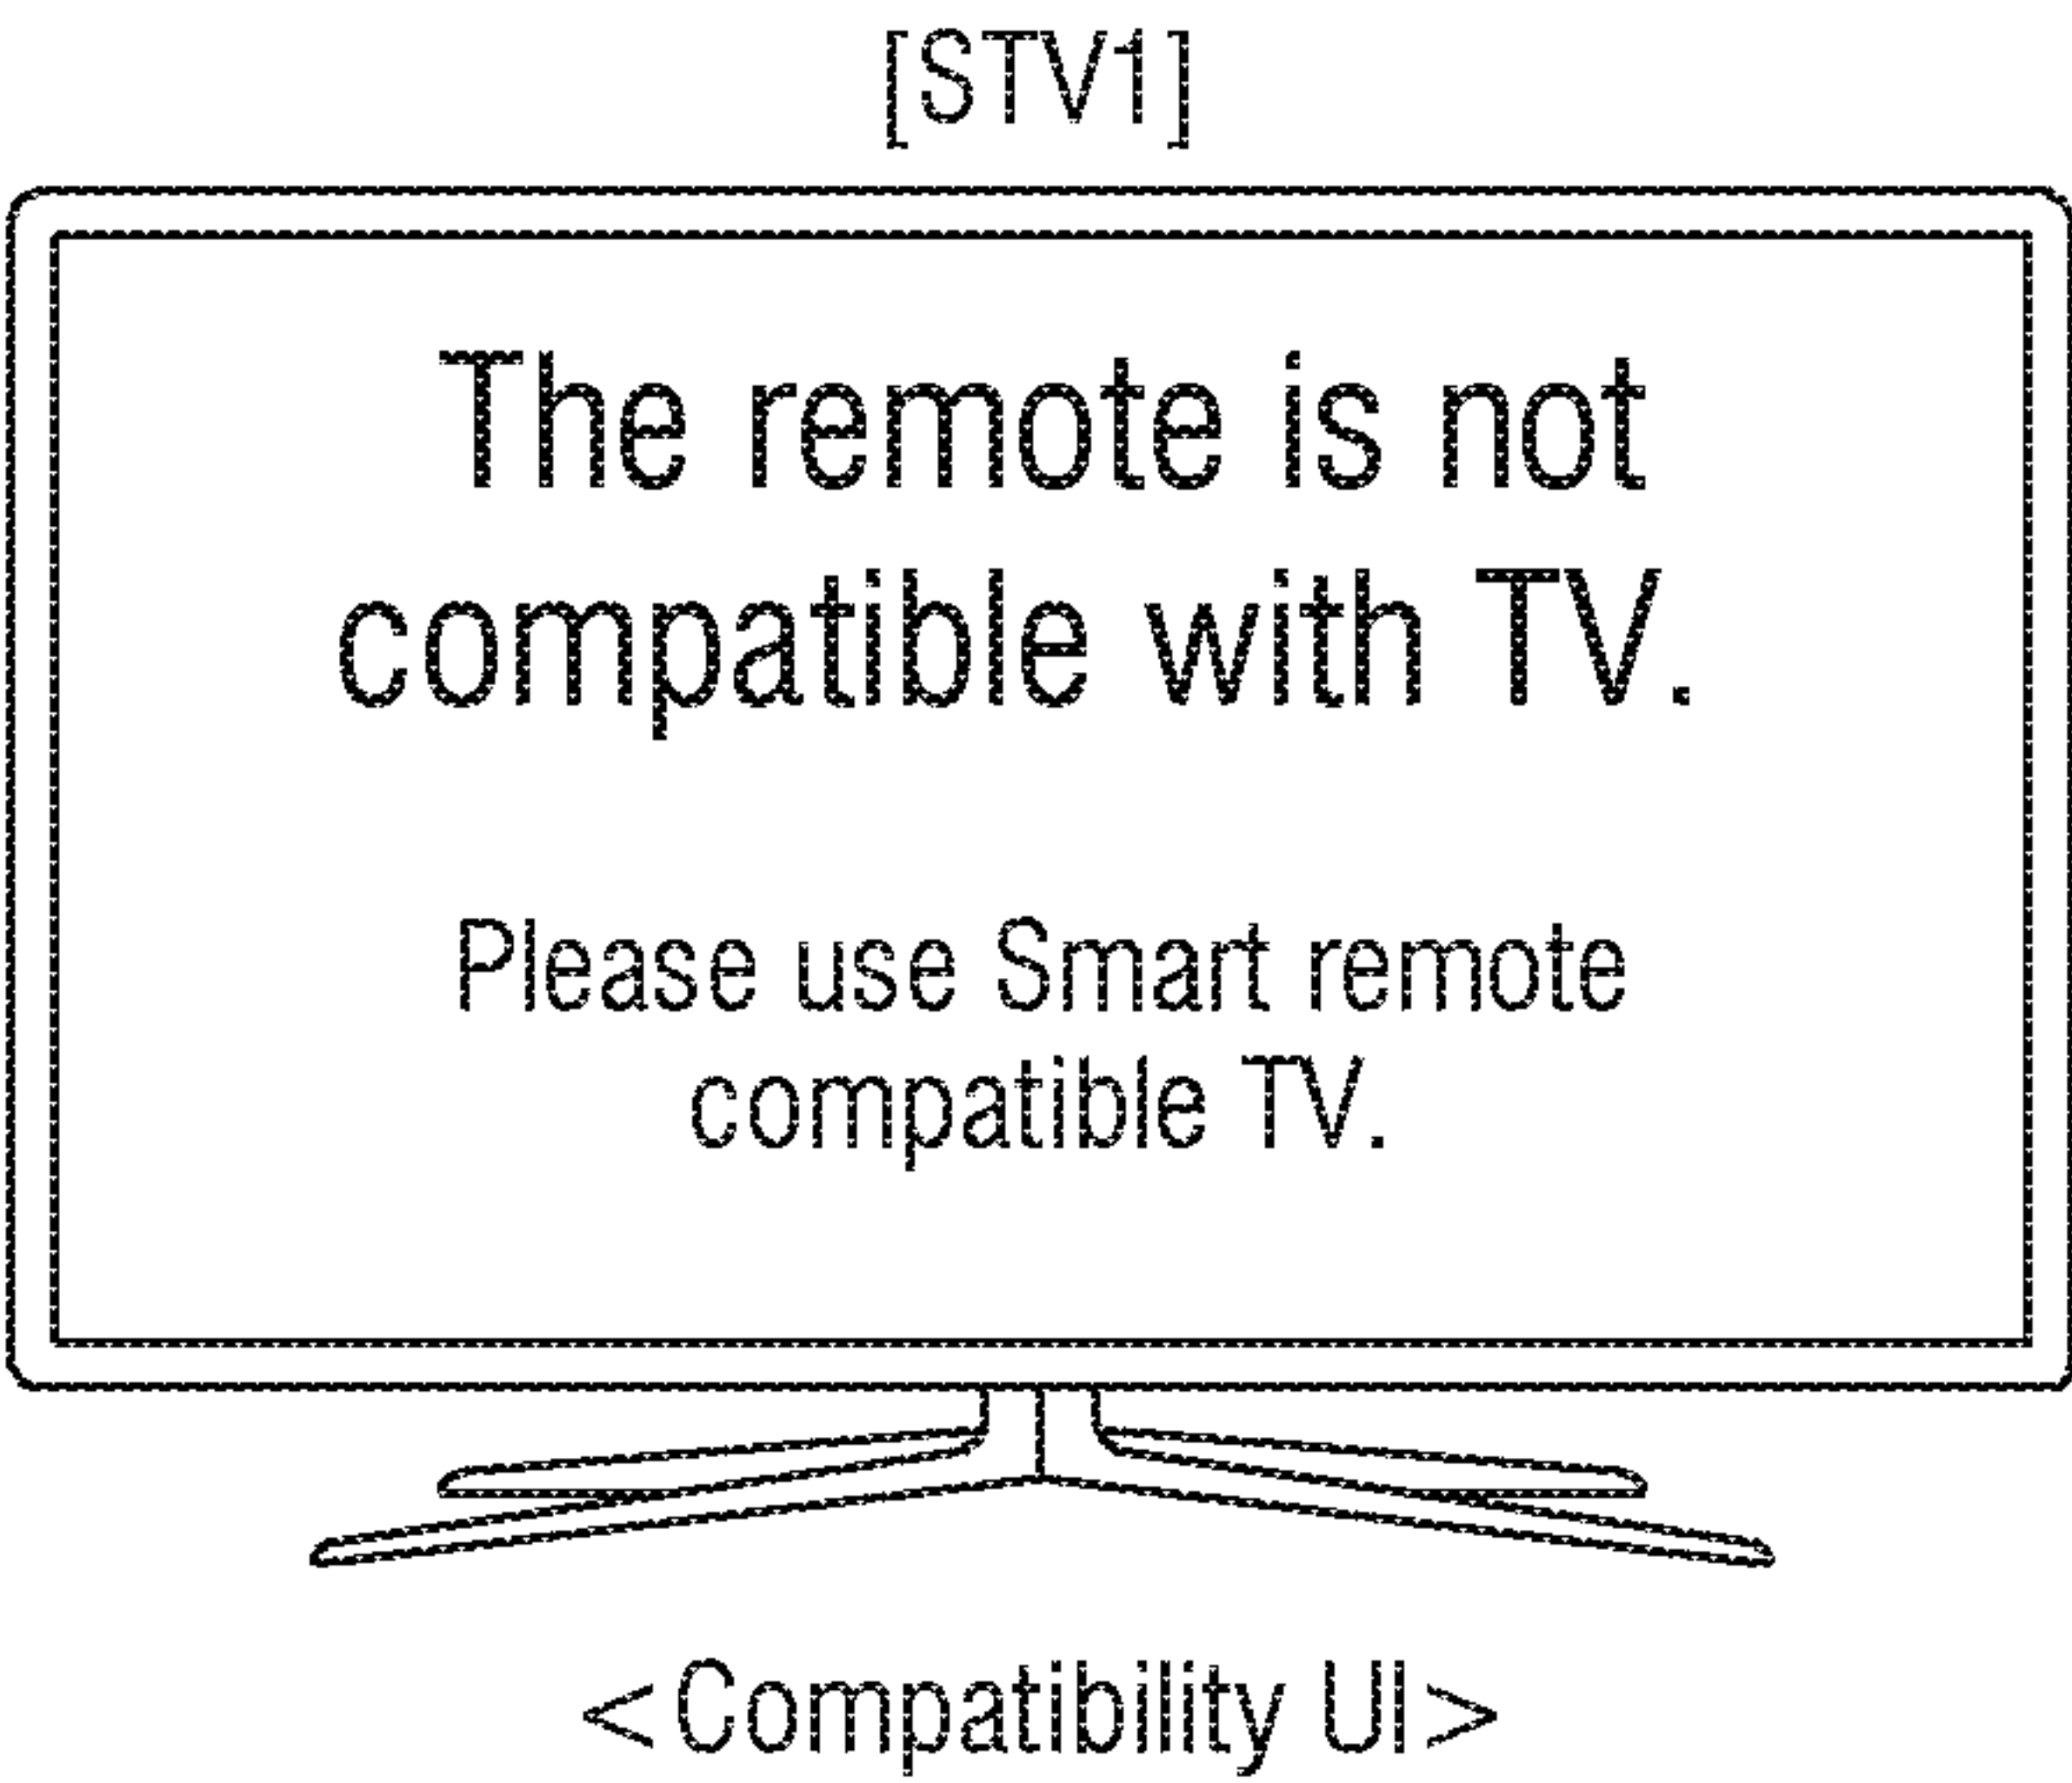 [STV1]
The remote is not
compatible with TV.
Please use Smart remote
compatible TV.
<Compatibility UI>